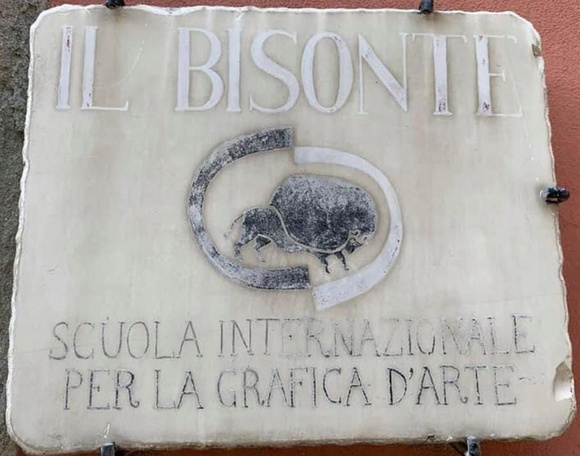 IL BISONTE
SCUOLA INTERNAZIONALE
PER LA GRAFICA D'ARTE